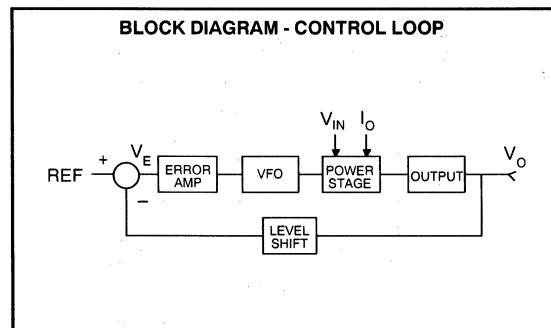 BLOCK DIAGRAM - CONTROL LOOP
V_IN I_O
REF + V_E ERROR AMP VFO POWER STAGE OUTPUT V_O
−
LEVEL SHIFT